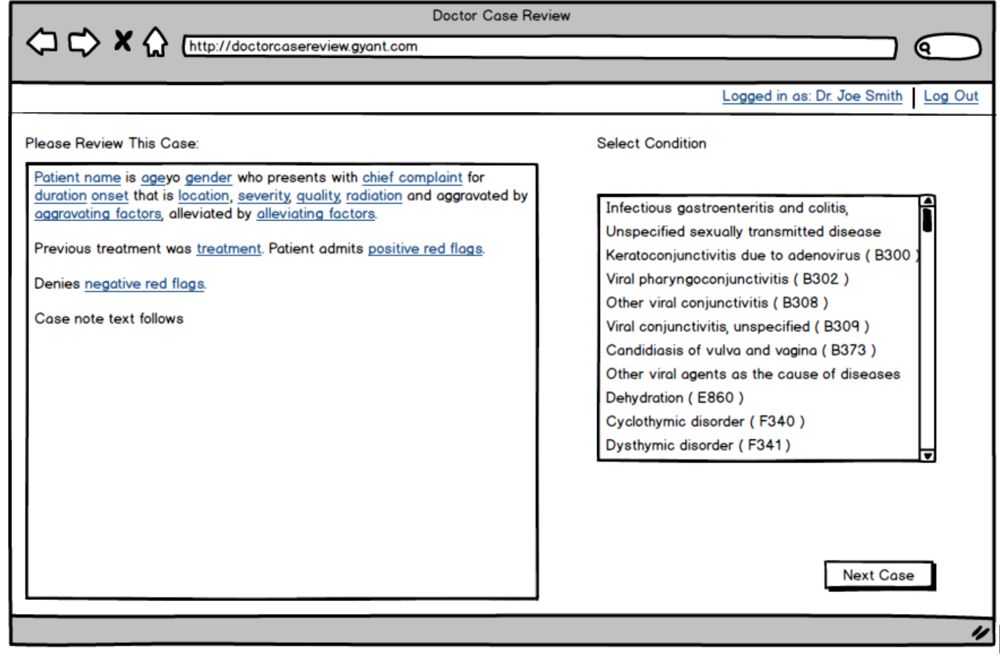 Doctor Case Review
http://doctorcasereview.gyant.com
Logged in as: Dr. Joe Smith | Log Out
Please Review This Case:
Patient name is ageyo gender who presents with chief complaint for
duration onset that is location, severity, quality, radiation and aggravated by
aggravating factors, alleviated by alleviating factors.
Previous treatment was treatment. Patient admits positive red flags.
Denies negative red flags.
Case note text follows
Select Condition
Infectious gastroenteritis and colitis,
Unspecified sexually transmitted disease
Keratoconjunctivitis due to adenovirus ( B300 )
Viral pharyngoconjunctivitis ( B302 )
Other viral conjunctivitis ( B308 )
Viral conjunctivitis, unspecified ( B309 )
Candidiasis of vulva and vagina ( B373 )
Other viral agents as the cause of diseases
Dehydration ( E860 )
Cyclothymic disorder ( F340 )
Dysthymic disorder ( F341 )
Next Case